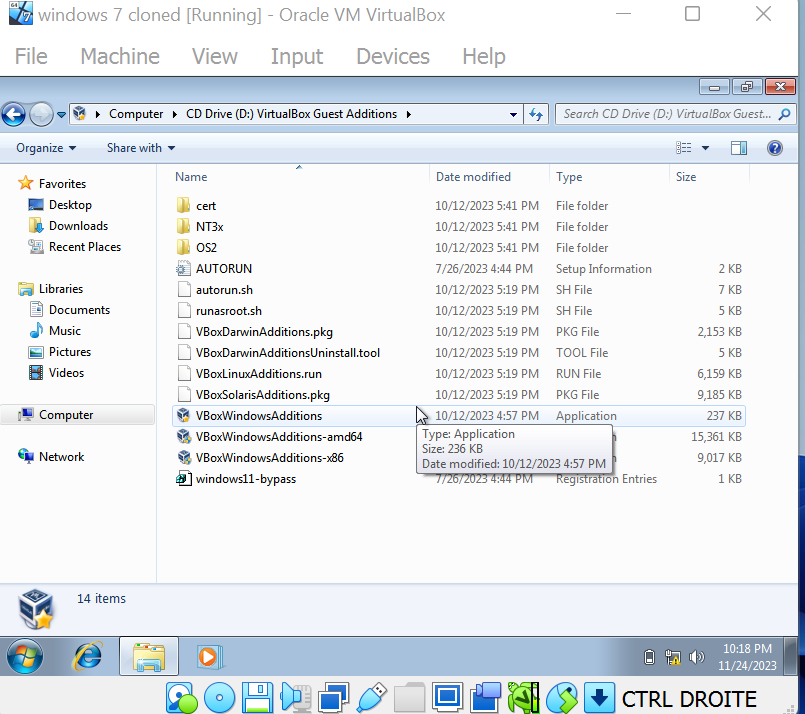 windows 7 cloned [Running] - Oracle VM VirtualBox
File Machine View Input Devices Help
Computer CD Drive (D:) VirtualBox Guest Additions
Search CD Drive (D:) VirtualBox Guest...
Organize Share with
Name Date modified Type Size
Favorites
Desktop
Downloads
Recent Places
Libraries
Documents
Music
Pictures
Videos
Computer
Network
cert 10/12/2023 5:41 PM File folder
NT3x 10/12/2023 5:41 PM File folder
OS2 10/12/2023 5:41 PM File folder
AUTORUN 7/26/2023 4:44 PM Setup Information 2 KB
autorun.sh 10/12/2023 5:19 PM SH File 7 KB
runasroot.sh 10/12/2023 5:19 PM SH File 5 KB
VBoxDarwinAdditions.pkg 10/12/2023 5:19 PM PKG File 2,153 KB
VBoxDarwinAdditionsUninstall.tool 10/12/2023 5:19 PM TOOL File 5 KB
VBoxLinuxAdditions.run 10/12/2023 5:19 PM RUN File 6,159 KB
VBoxSolarisAdditions.pkg 10/12/2023 5:19 PM PKG File 9,185 KB
VBoxWindowsAdditions 10/12/2023 4:57 PM Application 237 KB
VBoxWindowsAdditions-amd64 15,361 KB
VBoxWindowsAdditions-x86 9,017 KB
windows11-bypass 7/26/2023 4:44 PM Registration Entries 1 KB
Type: Application
Size: 236 KB
Date modified: 10/12/2023 4:57 PM
14 items
10:18 PM
11/24/2023
CTRL DROITE